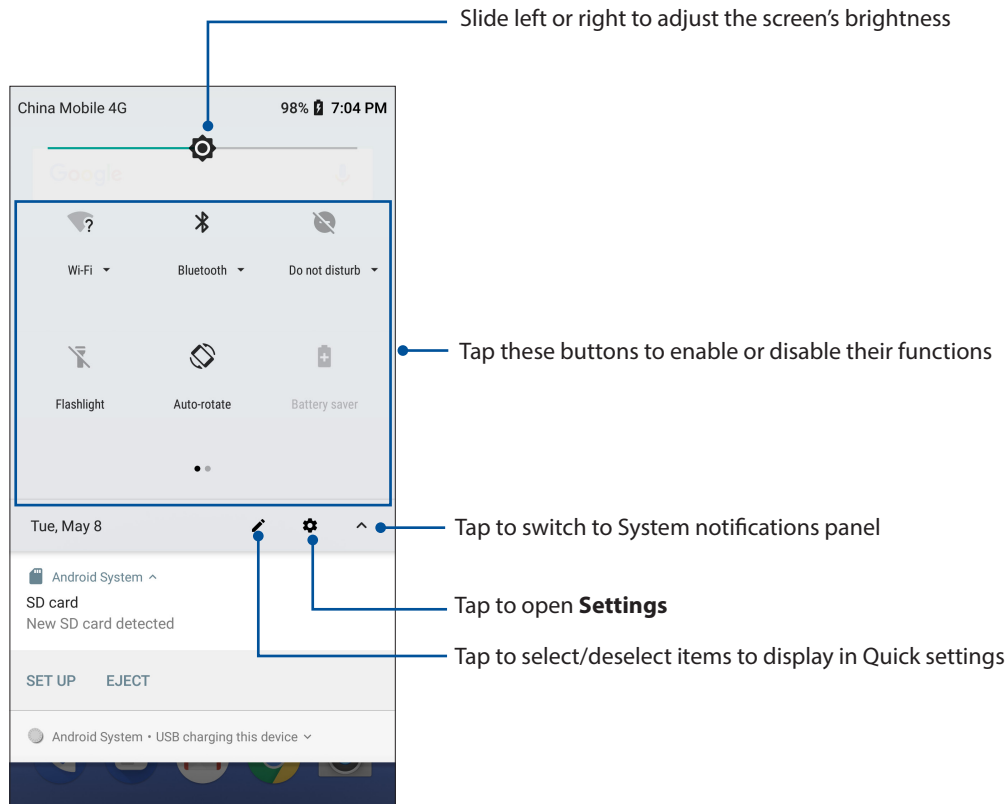 Slide left or right to adjust the screen's brightness
China Mobile 4G 98% 7:04 PM
Google
?
Wi-Fi Bluetooth Do not disturb
Tap these buttons to enable or disable their functions
Flashlight Auto-rotate Battery saver
Tue, May 8
Tap to switch to System notifications panel
Android System
SD card
New SD card detected
Tap to open Settings
Tap to select/deselect items to display in Quick settings
SET UP EJECT
Android System • USB charging this device